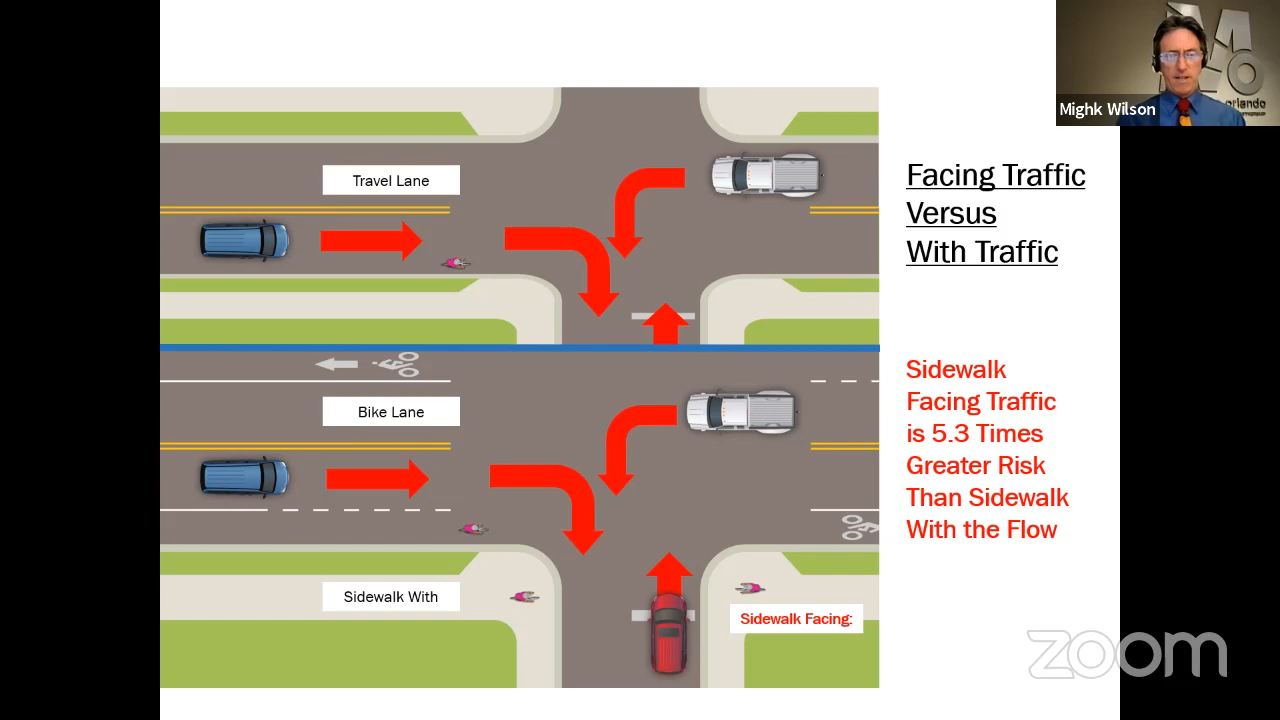 Mighk Wilson
orlando
Travel Lane
Facing Traffic
Versus
With Traffic
Bike Lane
Sidewalk
Facing Traffic
is 5.3 Times
Greater Risk
Than Sidewalk
With the Flow
Sidewalk With
Sidewalk Facing:
zoom